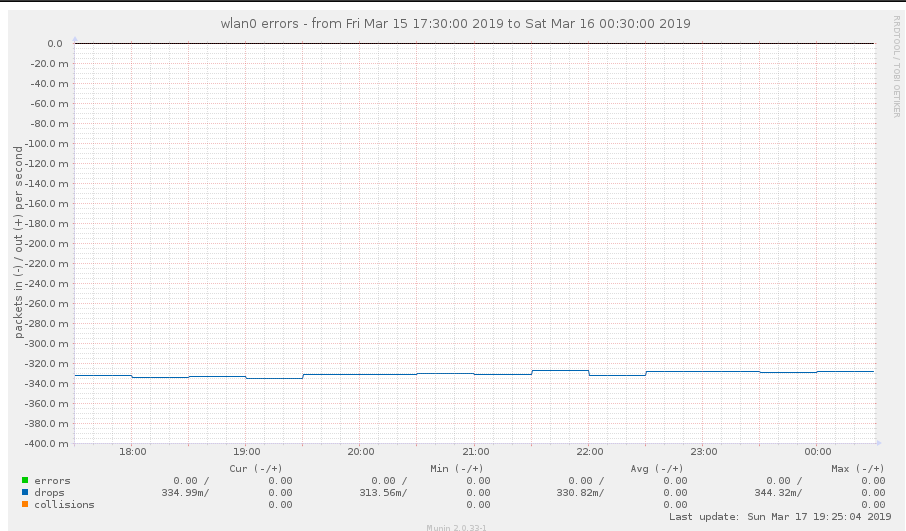 wlan0 errors - from Fri Mar 15 17:30:00 2019 to Sat Mar 16 00:30:00 2019
RRDTOOL / TOBI OETIKER
packets in (-) / out (+) per second
0.0
-20.0 m
-40.0 m
-60.0 m
-80.0 m
-100.0 m
-120.0 m
-140.0 m
-160.0 m
-180.0 m
-200.0 m
-220.0 m
-240.0 m
-260.0 m
-280.0 m
-300.0 m
-320.0 m
-340.0 m
-360.0 m
-380.0 m
-400.0 m
18:00 19:00 20:00 21:00 22:00 23:00 00:00
Cur (-/+) Min (-/+) Avg (-/+) Max (-/+)
errors 0.00 / 0.00 0.00 / 0.00 0.00 / 0.00 0.00 / 0.00
drops 334.99m/ 0.00 313.56m/ 0.00 330.82m/ 0.00 344.32m/ 0.00
collisions 0.00 0.00 0.00 0.00
Last update: Sun Mar 17 19:25:04 2019
Munin 2.0.33-1